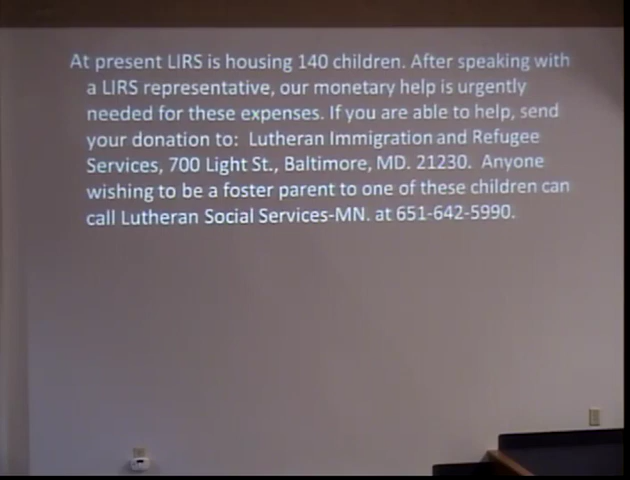 At present LIRS is housing 140 children. After speaking with
a LIRS representative, our monetary help is urgently
needed for these expenses. If you are able to help, send
your donation to:  Lutheran Immigration and Refugee
Services, 700 Light St., Baltimore, MD. 21230.  Anyone
wishing to be a foster parent to one of these children can
call Lutheran Social Services-MN. at 651-642-5990.